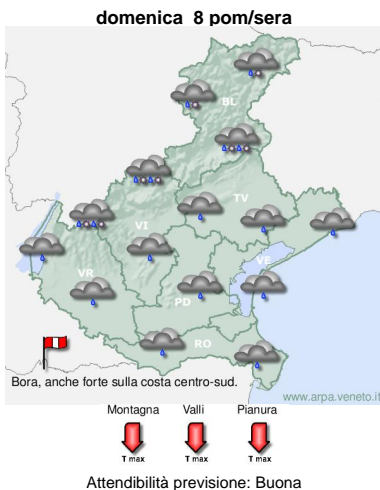 domenica 8 pom/sera
BL
TV
VI
VE
VR
PD
RO
Bora, anche forte sulla costa centro-sud.
www.arpa.veneto.it
Montagna Valli Pianura
T max T max T max
Attendibilità previsione: Buona